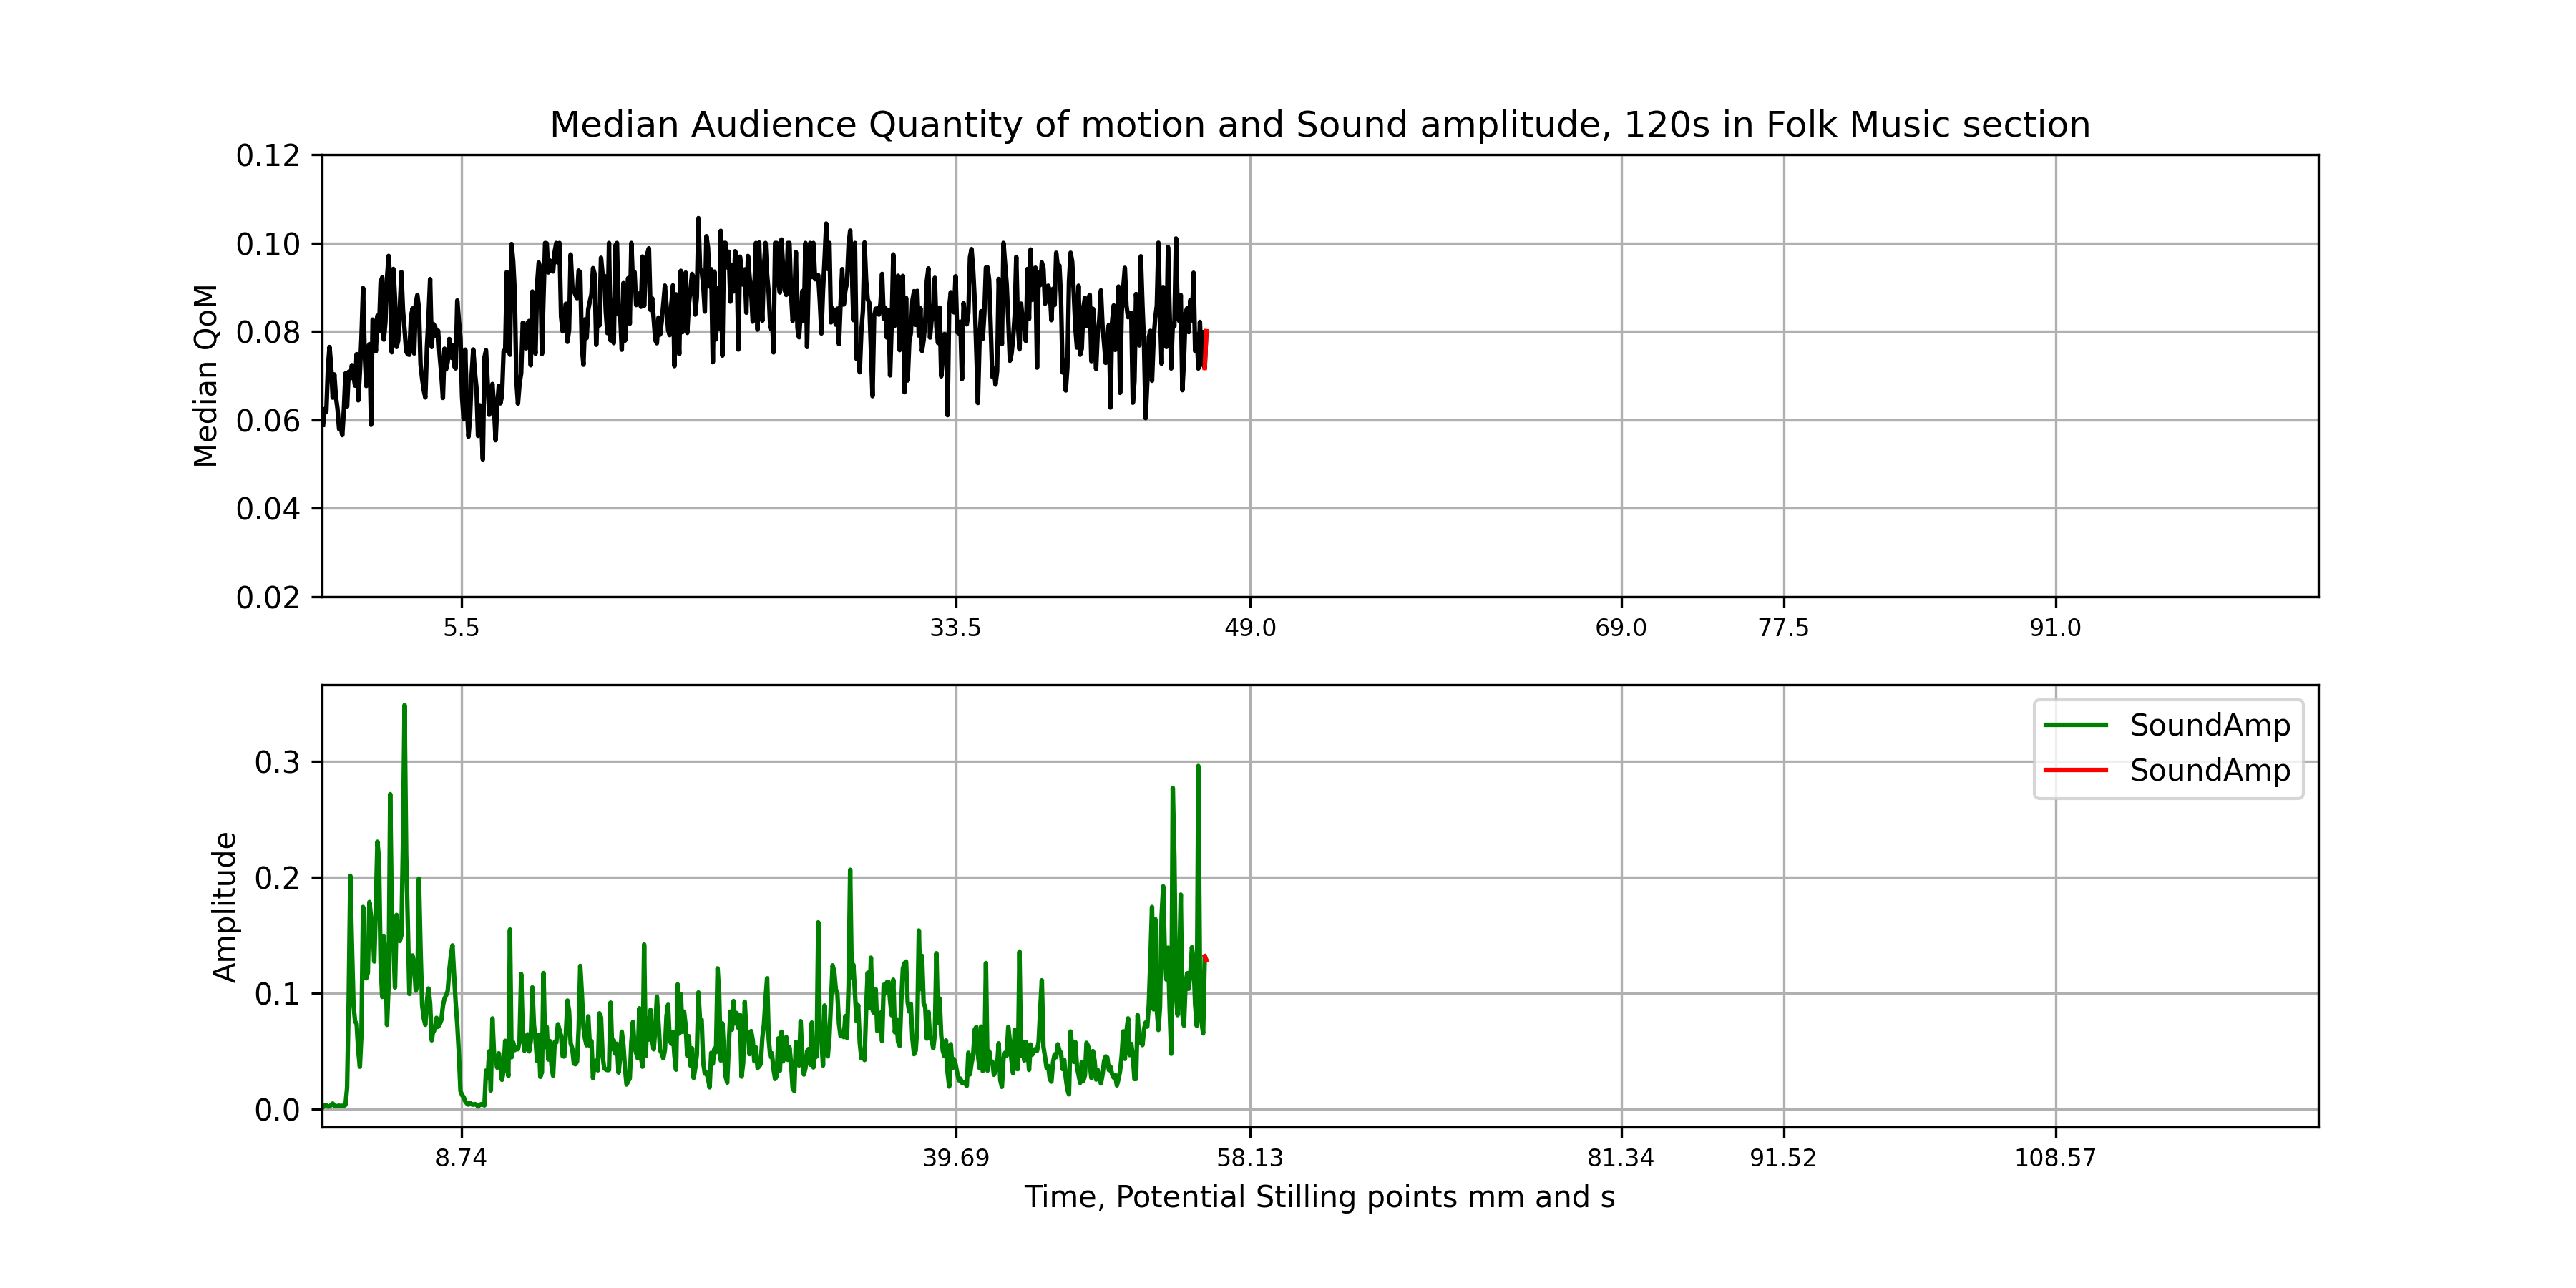 Median Audience Quantity of motion and Sound amplitude, 120s in Folk Music section
0.12
0.10
0.08
0.06
0.04
0.02
Median QoM
5.5 33.5 49.0 69.0 77.5 91.0
SoundAmp
SoundAmp
0.3
0.2
0.1
0.0
Amplitude
8.74 39.69 58.13 81.34 91.52 108.57
Time, Potential Stilling points mm and s